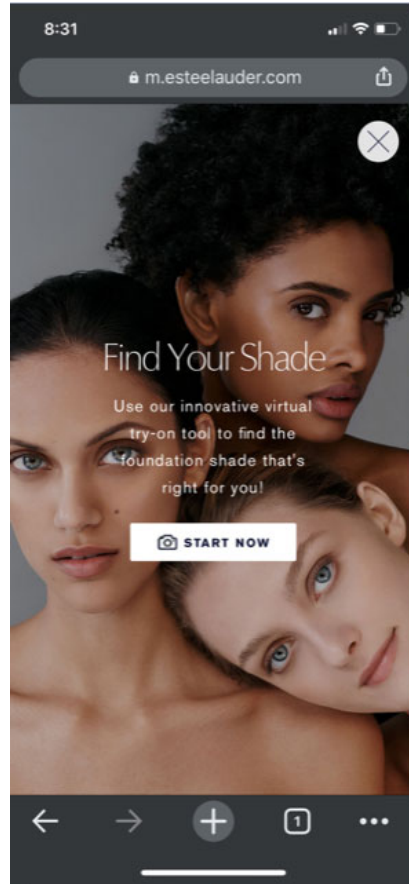 8:31
m.esteelauder.com
Find Your Shade
Use our innovative virtual
try-on tool to find the
foundation shade that's
right for you!
START NOW
1